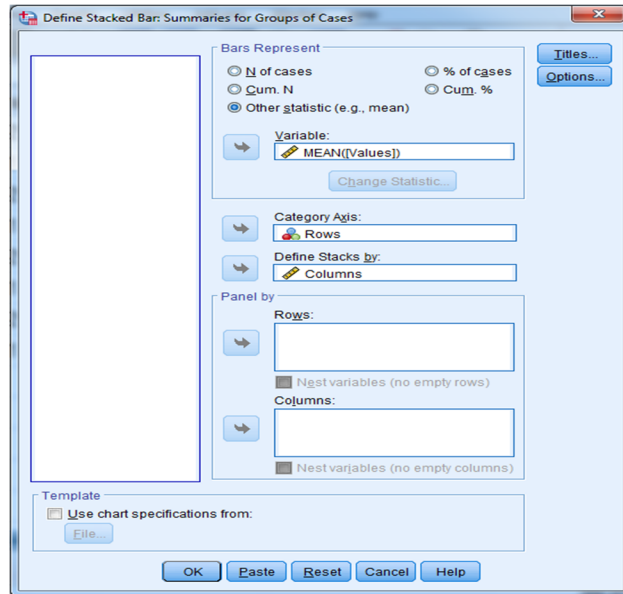 Define Stacked Bar: Summaries for Groups of Cases
Bars Represent
N of cases
% of cases
Cum. N
Cum. %
Other statistic (e.g., mean)
Variable:
MEAN([Values])
Change Statistic...
Category Axis:
Rows
Define Stacks by:
Columns
Panel by
Rows:
Nest variables (no empty rows)
Columns:
Nest variables (no empty columns)
Titles...
Options...
Template
Use chart specifications from:
File...
OK
Paste
Reset
Cancel
Help